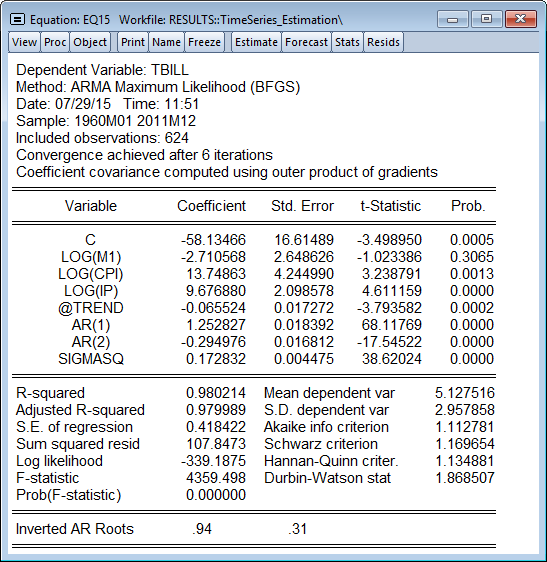 Equation: EQ15 Workfile: RESULTS::TimeSeries_Estimation\
View Proc Object Print Name Freeze Estimate Forecast Stats Resids
Dependent Variable: TBILL
Method: ARMA Maximum Likelihood (BFGS)
Date: 07/29/15 Time: 11:51
Sample: 1960M01 2011M12
Included observations: 624
Convergence achieved after 6 iterations
Coefficient covariance computed using outer product of gradients
Variable Coefficient Std. Error t-Statistic Prob.
C -58.13466 16.61489 -3.498950 0.0005
LOG(M1) -2.710568 2.648626 -1.023386 0.3065
LOG(CPI) 13.74863 4.244990 3.238791 0.0013
LOG(IP) 9.676880 2.098578 4.611159 0.0000
@TREND -0.065524 0.017272 -3.793582 0.0002
AR(1) 1.252827 0.018392 68.11769 0.0000
AR(2) -0.294976 0.016812 -17.54522 0.0000
SIGMASQ 0.172832 0.004475 38.62024 0.0000
R-squared 0.980214 Mean dependent var 5.127516
Adjusted R-squared 0.979989 S.D. dependent var 2.957858
S.E. of regression 0.418422 Akaike info criterion 1.112781
Sum squared resid 107.8473 Schwarz criterion 1.169654
Log likelihood -339.1875 Hannan-Quinn criter. 1.134881
F-statistic 4359.498 Durbin-Watson stat 1.868507
Prob(F-statistic) 0.000000
Inverted AR Roots .94 .31